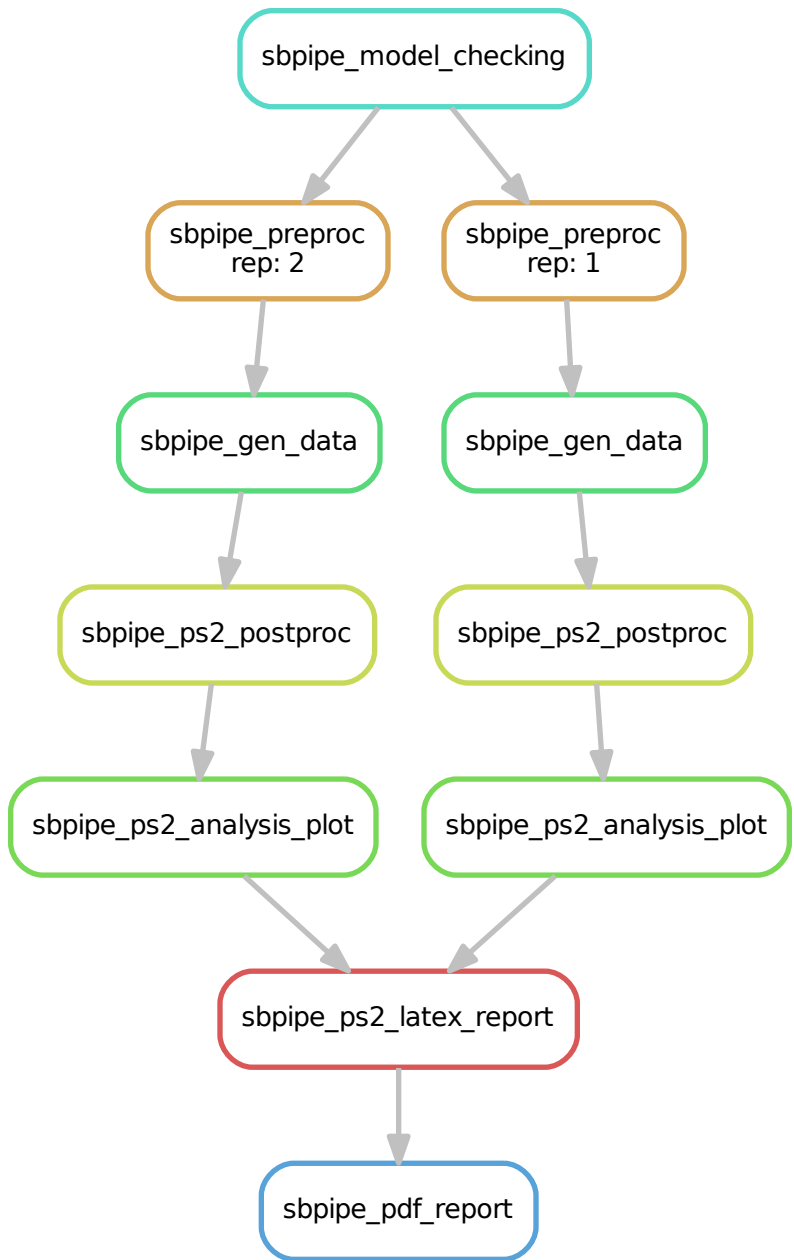 sbpipe_model_checking
sbpipe_preproc
rep: 2
sbpipe_preproc
rep: 1
sbpipe_gen_data
sbpipe_gen_data
sbpipe_ps2_postproc
sbpipe_ps2_postproc
sbpipe_ps2_analysis_plot
sbpipe_ps2_analysis_plot
sbpipe_ps2_latex_report
sbpipe_pdf_report